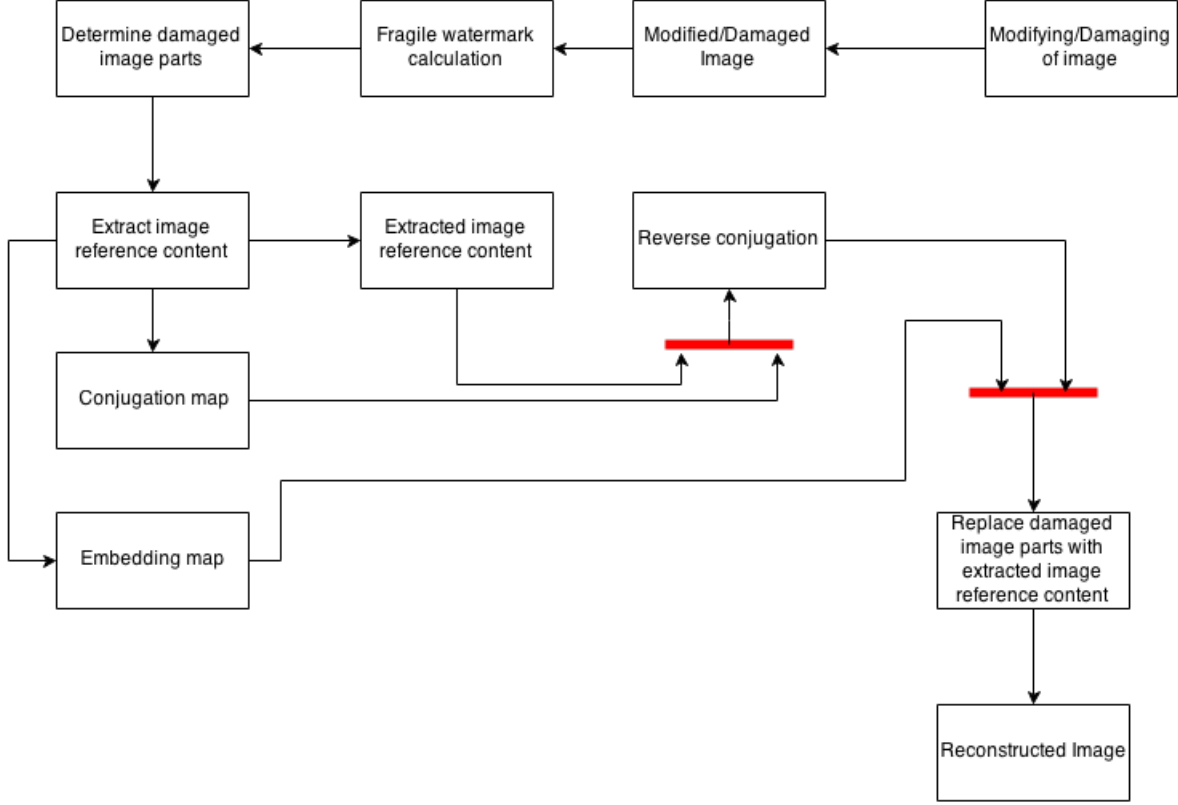 Determine damaged
image parts
Fragile watermark
calculation
Modified/Damaged
Image
Modifying/Damaging
of image
Extract image
reference content
Extracted image
reference content
Reverse conjugation
Conjugation map
Embedding map
Replace damaged
image parts with
extracted image
reference content
Reconstructed Image